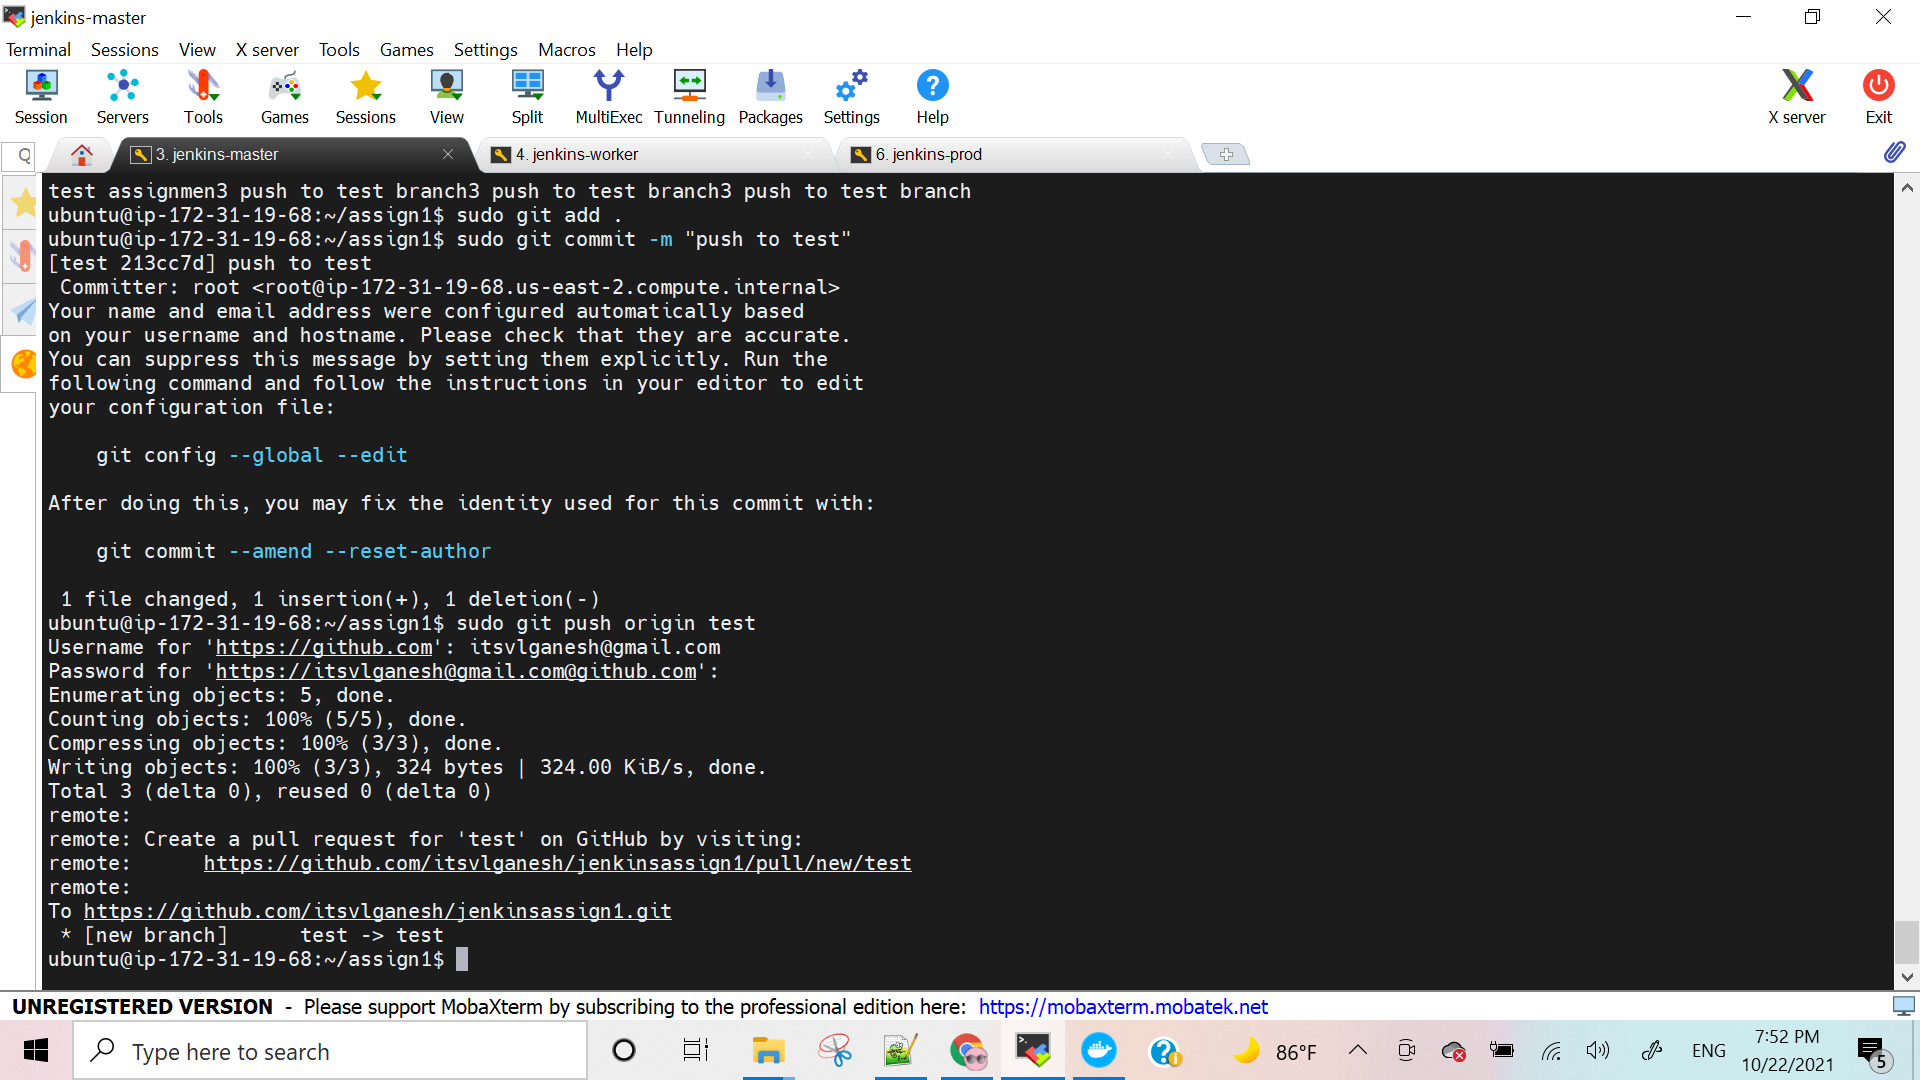 jenkins-master
Terminal Sessions View X server Tools Games Settings Macros Help
Session Servers Tools Games Sessions View Split MultiExec Tunneling Packages Settings Help X server Exit
3. jenkins-master 4. jenkins-worker 6. jenkins-prod
test assignmen3 push to test branch3 push to test branch3 push to test branch
ubuntu@ip-172-31-19-68:~/assign1$ sudo git add .
ubuntu@ip-172-31-19-68:~/assign1$ sudo git commit -m "push to test"
[test 213cc7d] push to test
 Committer: root <root@ip-172-31-19-68.us-east-2.compute.internal>
Your name and email address were configured automatically based
on your username and hostname. Please check that they are accurate.
You can suppress this message by setting them explicitly. Run the
following command and follow the instructions in your editor to edit
your configuration file:
    git config --global --edit
After doing this, you may fix the identity used for this commit with:
    git commit --amend --reset-author
 1 file changed, 1 insertion(+), 1 deletion(-)
ubuntu@ip-172-31-19-68:~/assign1$ sudo git push origin test
Username for 'https://github.com': itsvlganesh@gmail.com
Password for 'https://itsvlganesh@gmail.com@github.com':
Enumerating objects: 5, done.
Counting objects: 100% (5/5), done.
Compressing objects: 100% (3/3), done.
Writing objects: 100% (3/3), 324 bytes | 324.00 KiB/s, done.
Total 3 (delta 0), reused 0 (delta 0)
remote:
remote: Create a pull request for 'test' on GitHub by visiting:
remote:      https://github.com/itsvlganesh/jenkinsassign1/pull/new/test
remote:
To https://github.com/itsvlganesh/jenkinsassign1.git
 * [new branch]      test -> test
ubuntu@ip-172-31-19-68:~/assign1$
UNREGISTERED VERSION - Please support MobaXterm by subscribing to the professional edition here: https://mobaxterm.mobatek.net
Type here to search
86°F
ENG
7:52 PM
10/22/2021
5